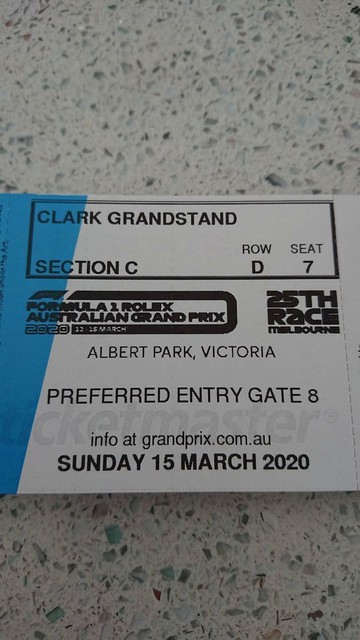 CLARK GRANDSTAND
ROW SEAT
SECTION C D 7
FORMULA 1 ROLEX
AUSTRALIAN GRAND PRIX
2020 12-15 MARCH
25TH
RACE
MELBOURNE
ALBERT PARK, VICTORIA
PREFERRED ENTRY GATE 8
ticketmaster®
info at grandprix.com.au
SUNDAY 15 MARCH 2020